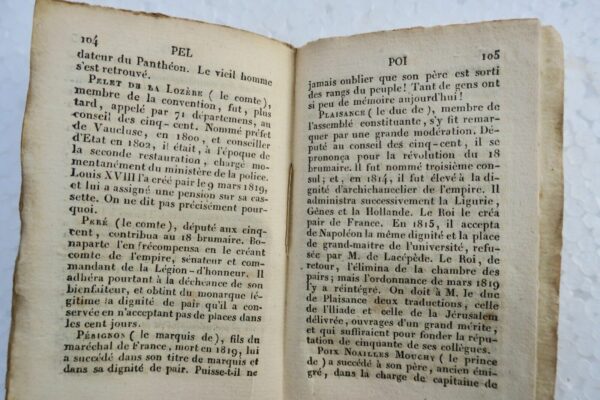 104
PEL
dateur du Panthéon. Le vieil homme
s'est retrouvé.
PELET DE LA LOZÈRE ( le comte),
membre de la convention, fut, plus
tard, appelé par 71 départemens, au
conseil des cinq-cent. Nommé préfet
de Vaucluse, en 1800, et conseiller
d'État en 1802, il était, à l'époque de
la seconde restauration, chargé mo-
mentanément du ministère de la police.
Louis XVIII l'a créé pair le 9 mars 1819,
et lui a assigné une pension sur sa cas-
sette. On ne dit pas précisément pour-
quoi.
PERÉ (le comte), député aux cinq-
cent, contribua au 18 brumaire. Bo-
naparte l'en récompensa en le créant
comte de l'empire, sénateur et com-
mandant de la Légion-d'honneur. Il
adhéra pourtant à la déchéance de son
bienfaiteur, et obtint du monarque lé-
gitime la dignité de pair qu'il a con-
servée en n'acceptant pas de places dans
les cent jours.
PÉRIGNON ( le marquis de), fils du
maréchal de France, mort en 1819, lui
a succédé dans son titre de marquis et
dans sa dignité de pair. Puisse-t-il ne
POI
105
jamais oublier que son père est sorti
des rangs du peuple! Tant de gens ont
si peu de mémoire aujourd'hui!
PLAISANCE (le duc de), membre de
l'assemblé constituante, s'y fit remar-
quer par une grande modération. Dé-
puté au conseil des cinq-cent, il se
prononça pour la révolution du 18
brumaire. Il fut nommé troisième con-
sul; et, en 1814, il fut élevé à la di-
gnité d'archichancelier de l'empire. Il
administra successivement la Ligurie,
Gênes et la Hollande. Le Roi le créa
pair de France. En 1815, il accepta
de Napoléon la même dignité et la place
de grand-maître de l'université, refu-
sée par M. de Lacépède. Le Roi, de
retour, l'élimina de la chambre des
pairs; mais l'ordonnance de mars 1819
l'y a réintégré. On doit à M. le duc
de Plaisance deux traductions, celle
de l'Iliade et celle de la Jérusalem
délivrée, ouvrages d'un grand mérite,
et qui suffiraient pour fonder la répu-
tation de cinquante de ses collègues.
POIX NOAILLES MOUCHY ( le prince
de ) a succédé à son père, ancien émi-
gré, dans la charge de capitaine de